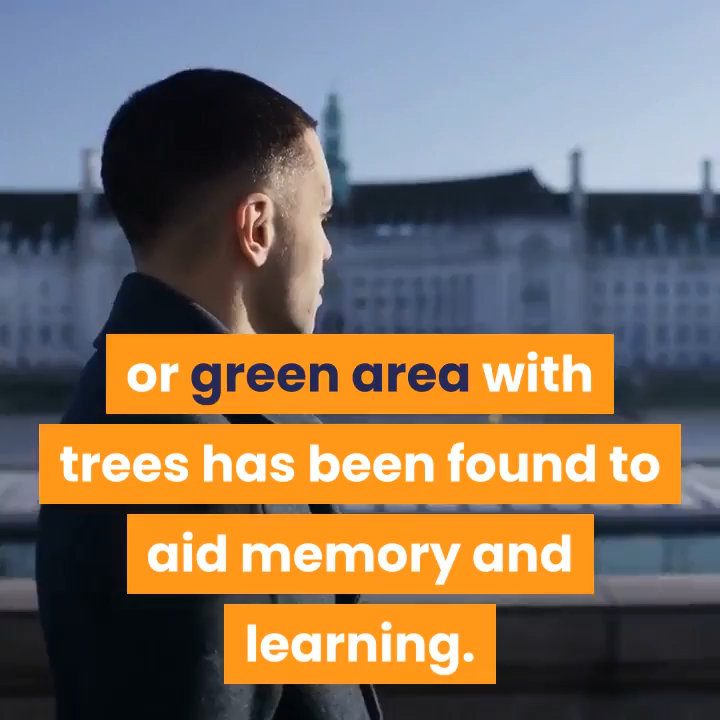 or green area with
trees has been found to
aid memory and
learning.